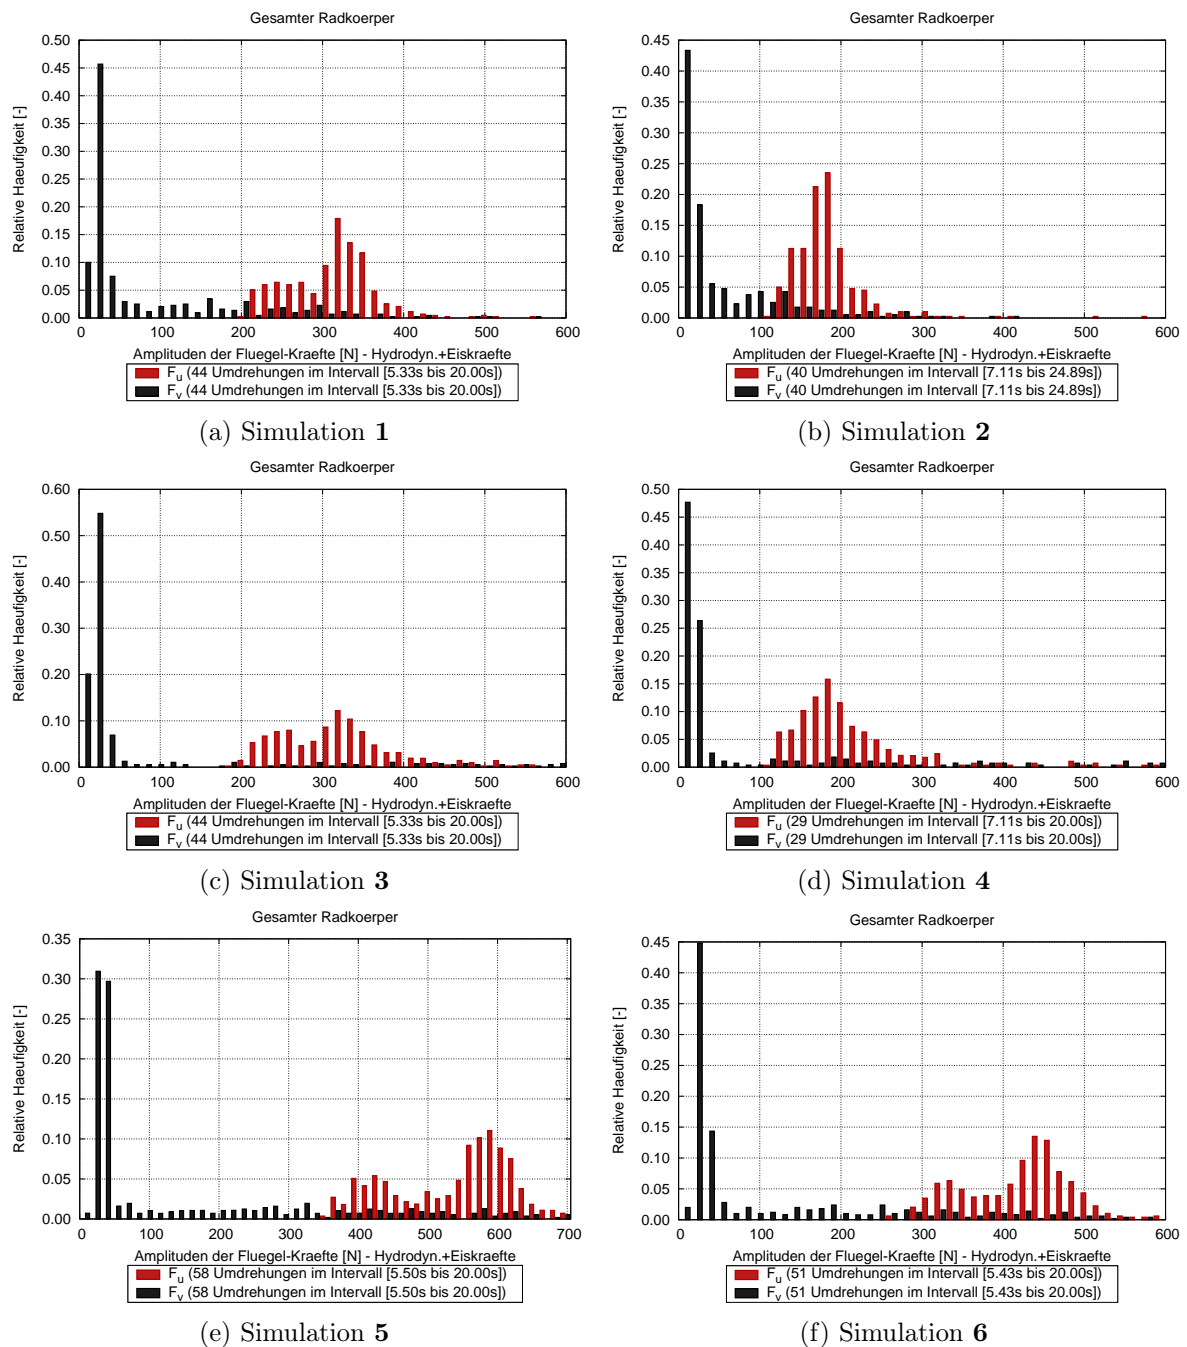 Gesamter Radkoerper
Relative Haeufigkeit [-]
0.50
0.45
0.40
0.35
0.30
0.25
0.20
0.15
0.10
0.05
0.00
0 100 200 300 400 500 600
Amplituden der Fluegel-Kraefte [N] - Hydrodyn.+Eiskraefte
F_u (44 Umdrehungen im Intervall [5.33s bis 20.00s])
F_v (44 Umdrehungen im Intervall [5.33s bis 20.00s])
(a) Simulation 1
Gesamter Radkoerper
Relative Haeufigkeit [-]
0.45
0.40
0.35
0.30
0.25
0.20
0.15
0.10
0.05
0.00
0 100 200 300 400 500 600
Amplituden der Fluegel-Kraefte [N] - Hydrodyn.+Eiskraefte
F_u (40 Umdrehungen im Intervall [7.11s bis 24.89s])
F_v (40 Umdrehungen im Intervall [7.11s bis 24.89s])
(b) Simulation 2
Gesamter Radkoerper
Relative Haeufigkeit [-]
0.60
0.50
0.40
0.30
0.20
0.10
0.00
0 100 200 300 400 500 600
Amplituden der Fluegel-Kraefte [N] - Hydrodyn.+Eiskraefte
F_u (44 Umdrehungen im Intervall [5.33s bis 20.00s])
F_v (44 Umdrehungen im Intervall [5.33s bis 20.00s])
(c) Simulation 3
Gesamter Radkoerper
Relative Haeufigkeit [-]
0.50
0.45
0.40
0.35
0.30
0.25
0.20
0.15
0.10
0.05
0.00
0 100 200 300 400 500 600
Amplituden der Fluegel-Kraefte [N] - Hydrodyn.+Eiskraefte
F_u (29 Umdrehungen im Intervall [7.11s bis 20.00s])
F_v (29 Umdrehungen im Intervall [7.11s bis 20.00s])
(d) Simulation 4
Gesamter Radkoerper
Relative Haeufigkeit [-]
0.35
0.30
0.25
0.20
0.15
0.10
0.05
0.00
0 100 200 300 400 500 600 700
Amplituden der Fluegel-Kraefte [N] - Hydrodyn.+Eiskraefte
F_u (58 Umdrehungen im Intervall [5.50s bis 20.00s])
F_v (58 Umdrehungen im Intervall [5.50s bis 20.00s])
(e) Simulation 5
Gesamter Radkoerper
Relative Haeufigkeit [-]
0.45
0.40
0.35
0.30
0.25
0.20
0.15
0.10
0.05
0.00
0 100 200 300 400 500 600
Amplituden der Fluegel-Kraefte [N] - Hydrodyn.+Eiskraefte
F_u (51 Umdrehungen im Intervall [5.43s bis 20.00s])
F_v (51 Umdrehungen im Intervall [5.43s bis 20.00s])
(f) Simulation 6